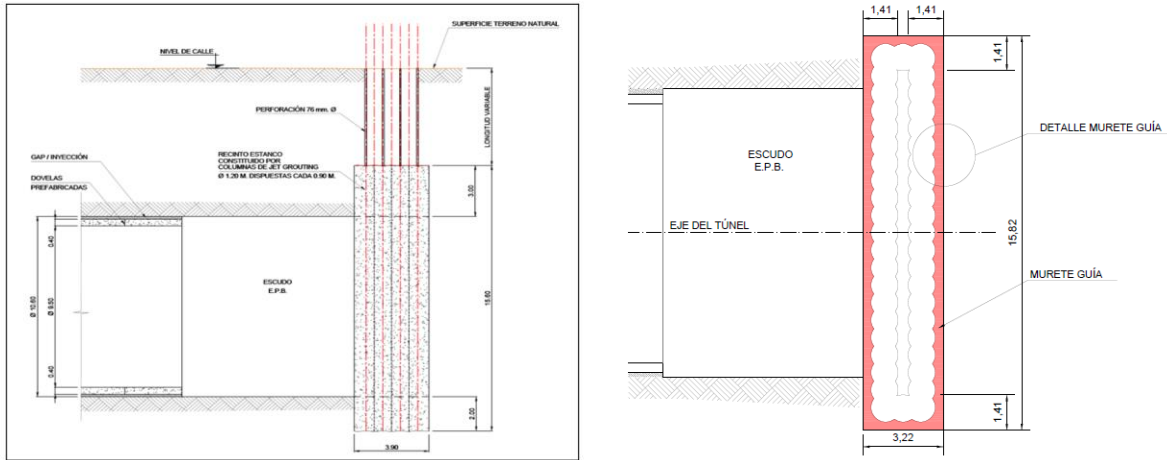 SUPERFICIE TERRENO NATURAL
NIVEL DE CALLE
LONGITUD VARIABLE
PERFORACIÓN 76 mm. Ø
RECINTO ESTANCO
CONSTITUIDO POR
COLUMNAS DE JET GROUTING
Ø 1.20 M. DISPUESTAS CADA 0.90 M.
GAP / INYECCIÓN
DOVELAS
PREFABRICADAS
3.00
0.40
Ø 10.60
Ø 9.50
ESCUDO
E.P.B.
15.60
0.40
2.00
3.90
1,41
1,41
1,41
ESCUDO
E.P.B.
DETALLE MURETE GUÍA
EJE DEL TÚNEL
15,82
MURETE GUÍA
1,41
3,22